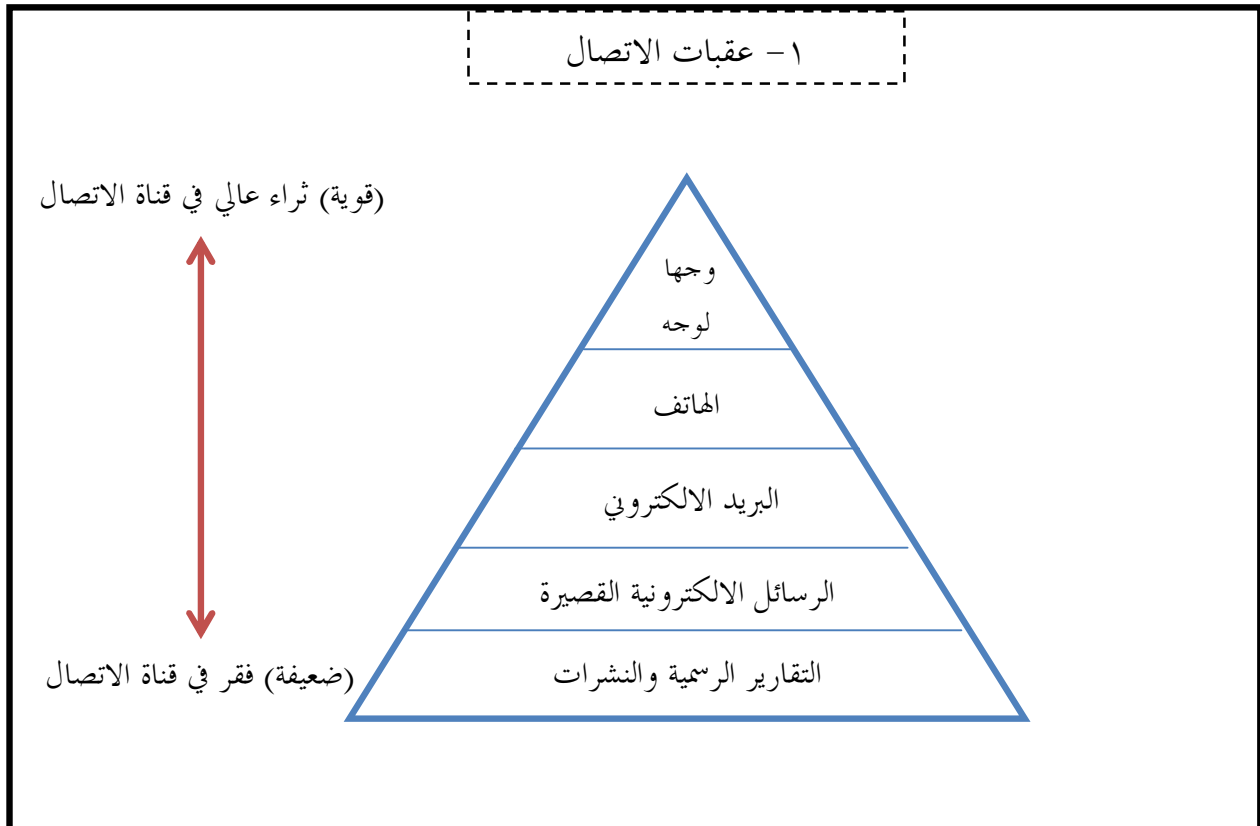 ١- عقبات الاتصال
(قوية) ثراء عالي في قناة الاتصال
وجها
لوجه
الهاتف
البريد الالكتروني
الرسائل الالكترونية القصيرة
التقارير الرسمية والنشرات
(ضعيفة) فقر في قناة الاتصال